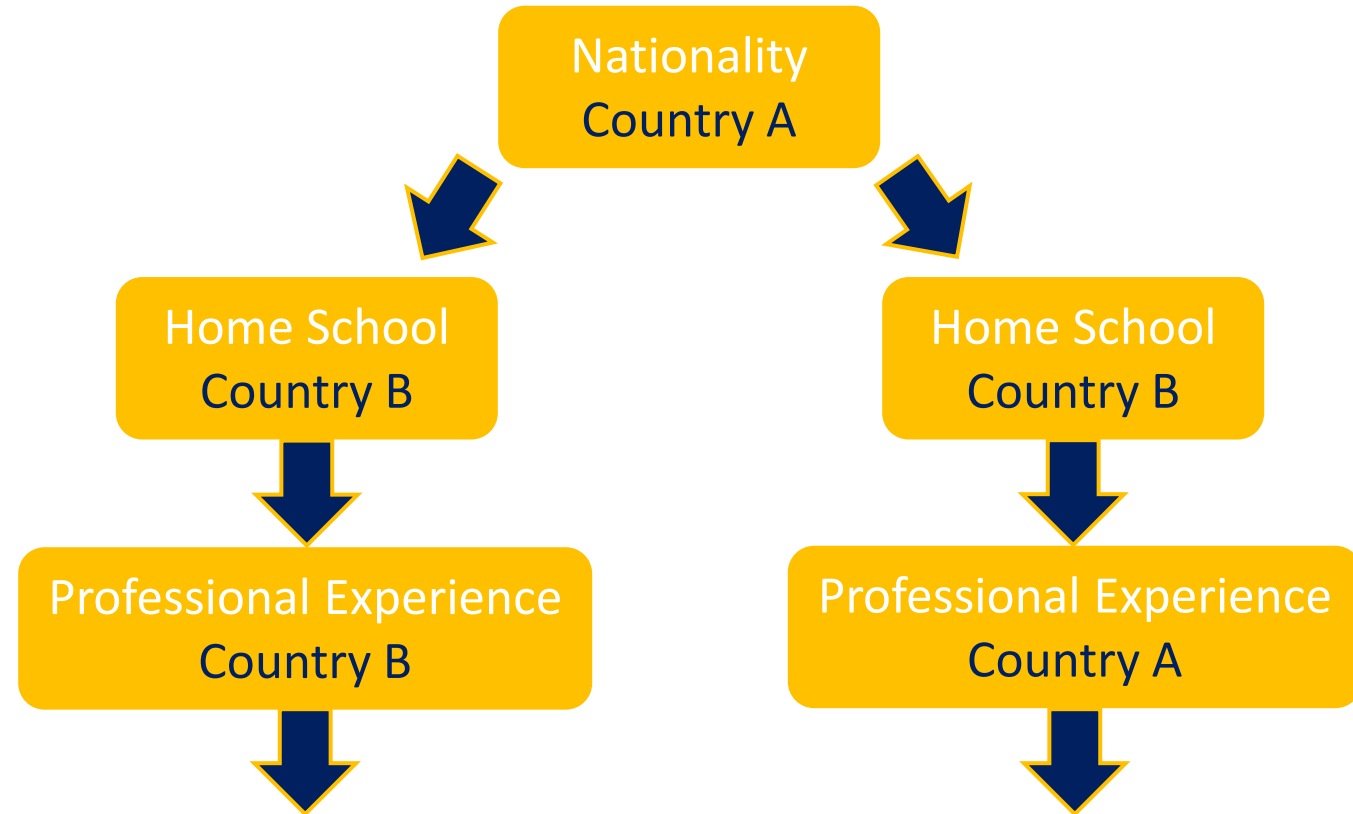 Nationality
Country A
Home School
Country B
Home School
Country B
Professional Experience
Country B
Professional Experience
Country A